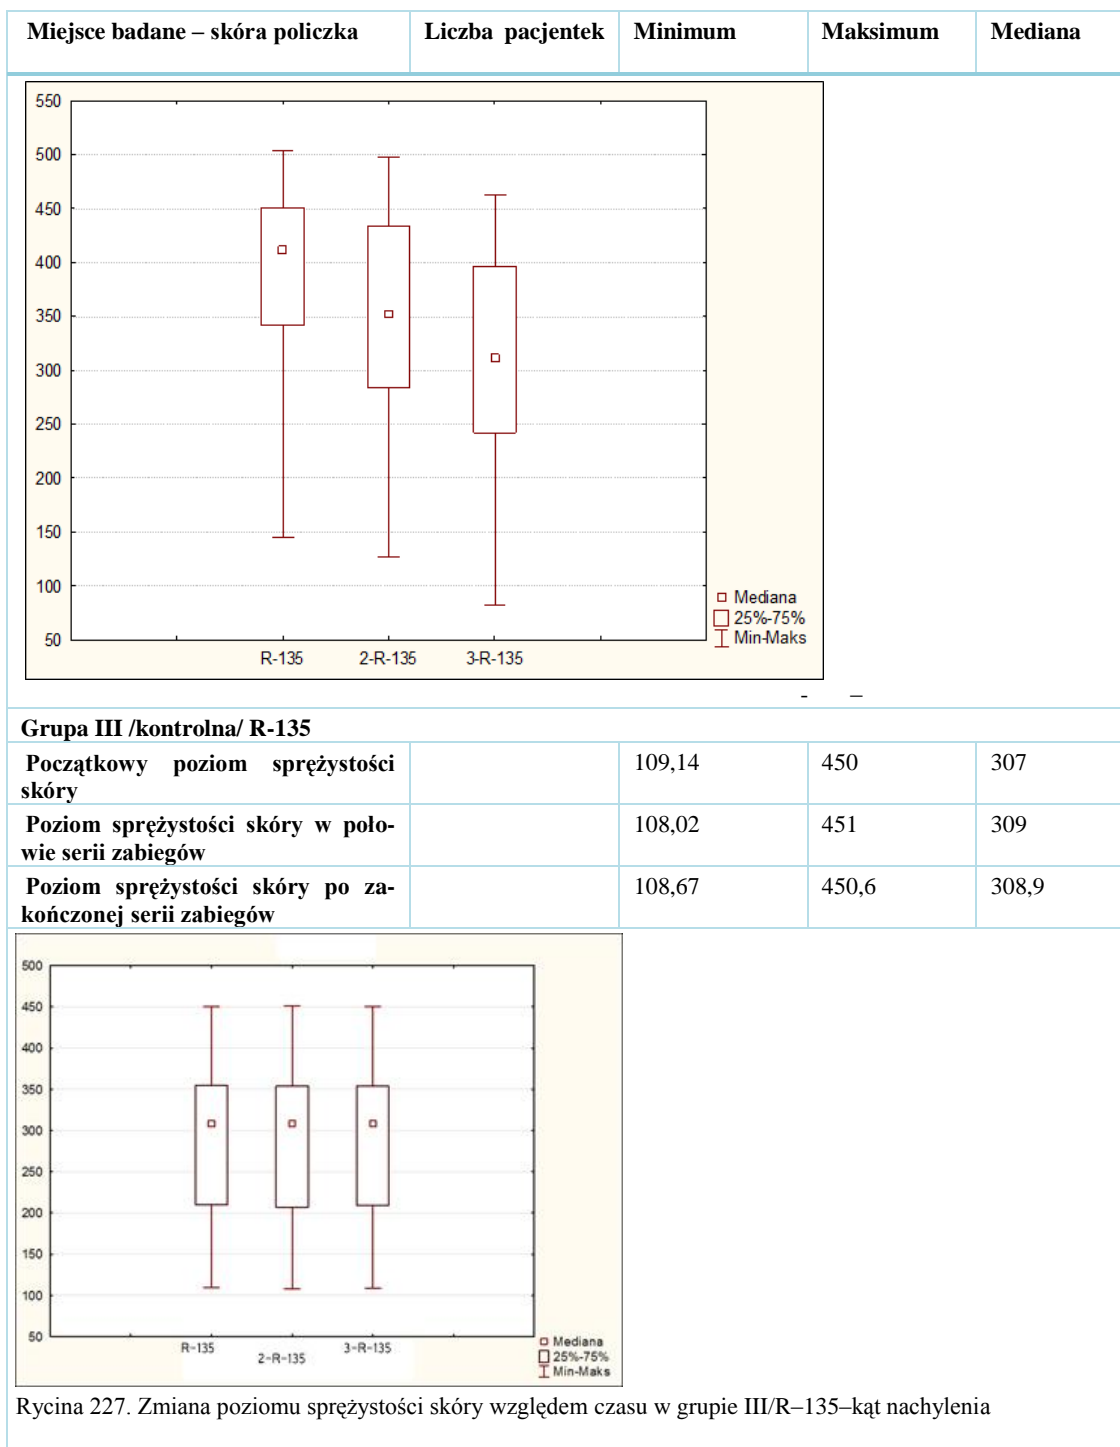 Miejsce badane – skóra policzka Liczba pacjentek Minimum Maksimum Mediana
550
500
450
400
350
300
250
200
150
100
50
R-135 2-R-135 3-R-135
Mediana
25%-75%
Min-Maks
- –
Grupa III /kontrolna/ R-135
Początkowy poziom sprężystości 109,14 450 307
skóry
Poziom sprężystości skóry w poło- 108,02 451 309
wie serii zabiegów
Poziom sprężystości skóry po za- 108,67 450,6 308,9
kończonej serii zabiegów
500
450
400
350
300
250
200
150
100
50
R-135 2-R-135 3-R-135
Mediana
25%-75%
Min-Maks
Rycina 227. Zmiana poziomu sprężystości skóry względem czasu w grupie III/R–135–kąt nachylenia